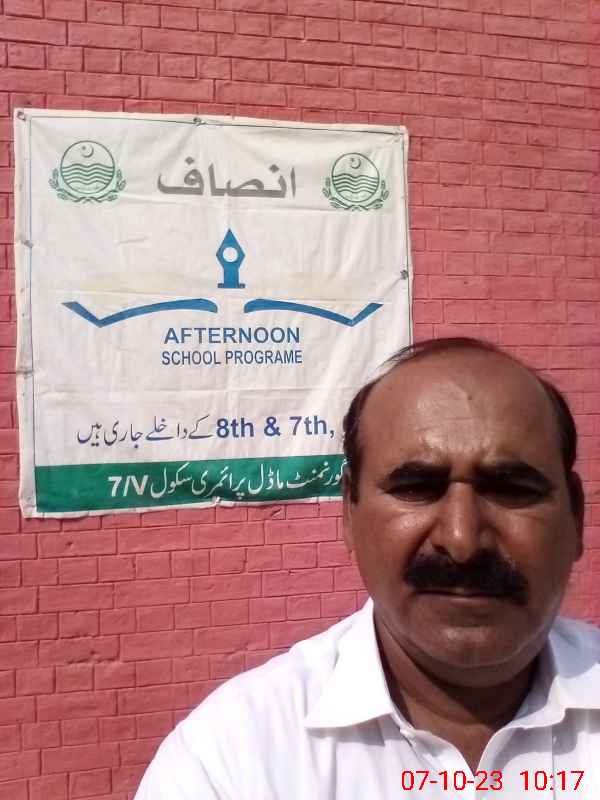 انصاف
AFTERNOON
SCHOOL PROGRAME
8th & 7th, کے داخلے جاری ہیں
گورنمنٹ ماڈل پرائمری سکول 7/V
07-10-23 10:17